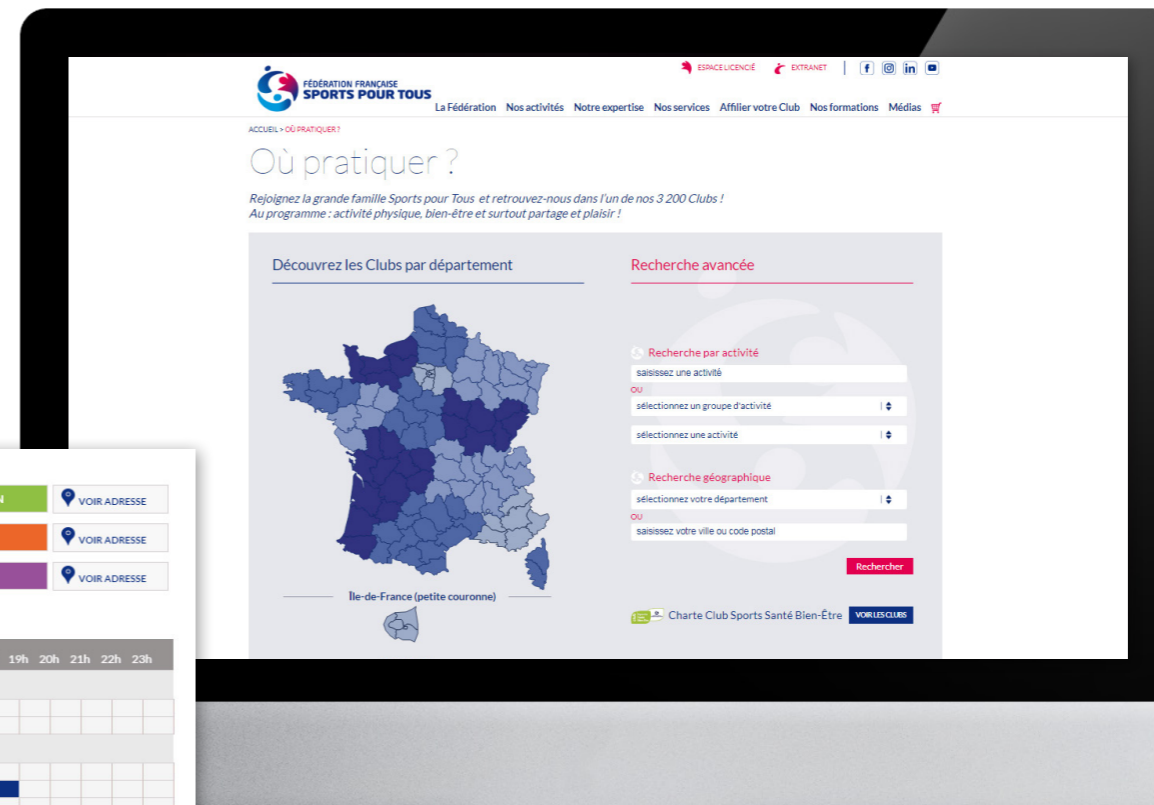 ESPACE LICENCIÉ
EXTRANET
FÉDÉRATION FRANÇAISE
SPORTS POUR TOUS
La Fédération Nos activités Notre expertise Nos services Affilier votre Club Nos formations Médias
ACCUEIL > OÙ PRATIQUER ?
Où pratiquer ?
Rejoignez la grande famille Sports pour Tous et retrouvez-nous dans l'un de nos 3 200 Clubs !
Au programme : activité physique, bien-être et surtout partage et plaisir !
Découvrez les Clubs par département
Île-de-France (petite couronne)
Recherche avancée
Recherche par activité
saisissez une activité
OU
sélectionnez un groupe d'activité
sélectionnez une activité
Recherche géographique
sélectionnez votre département
OU
saisissez votre ville ou code postal
Rechercher
Charte Club Sports Santé Bien-Être VOIR LES CLUBS
N VOIR ADRESSE
VOIR ADRESSE
VOIR ADRESSE
19h 20h 21h 22h 23h